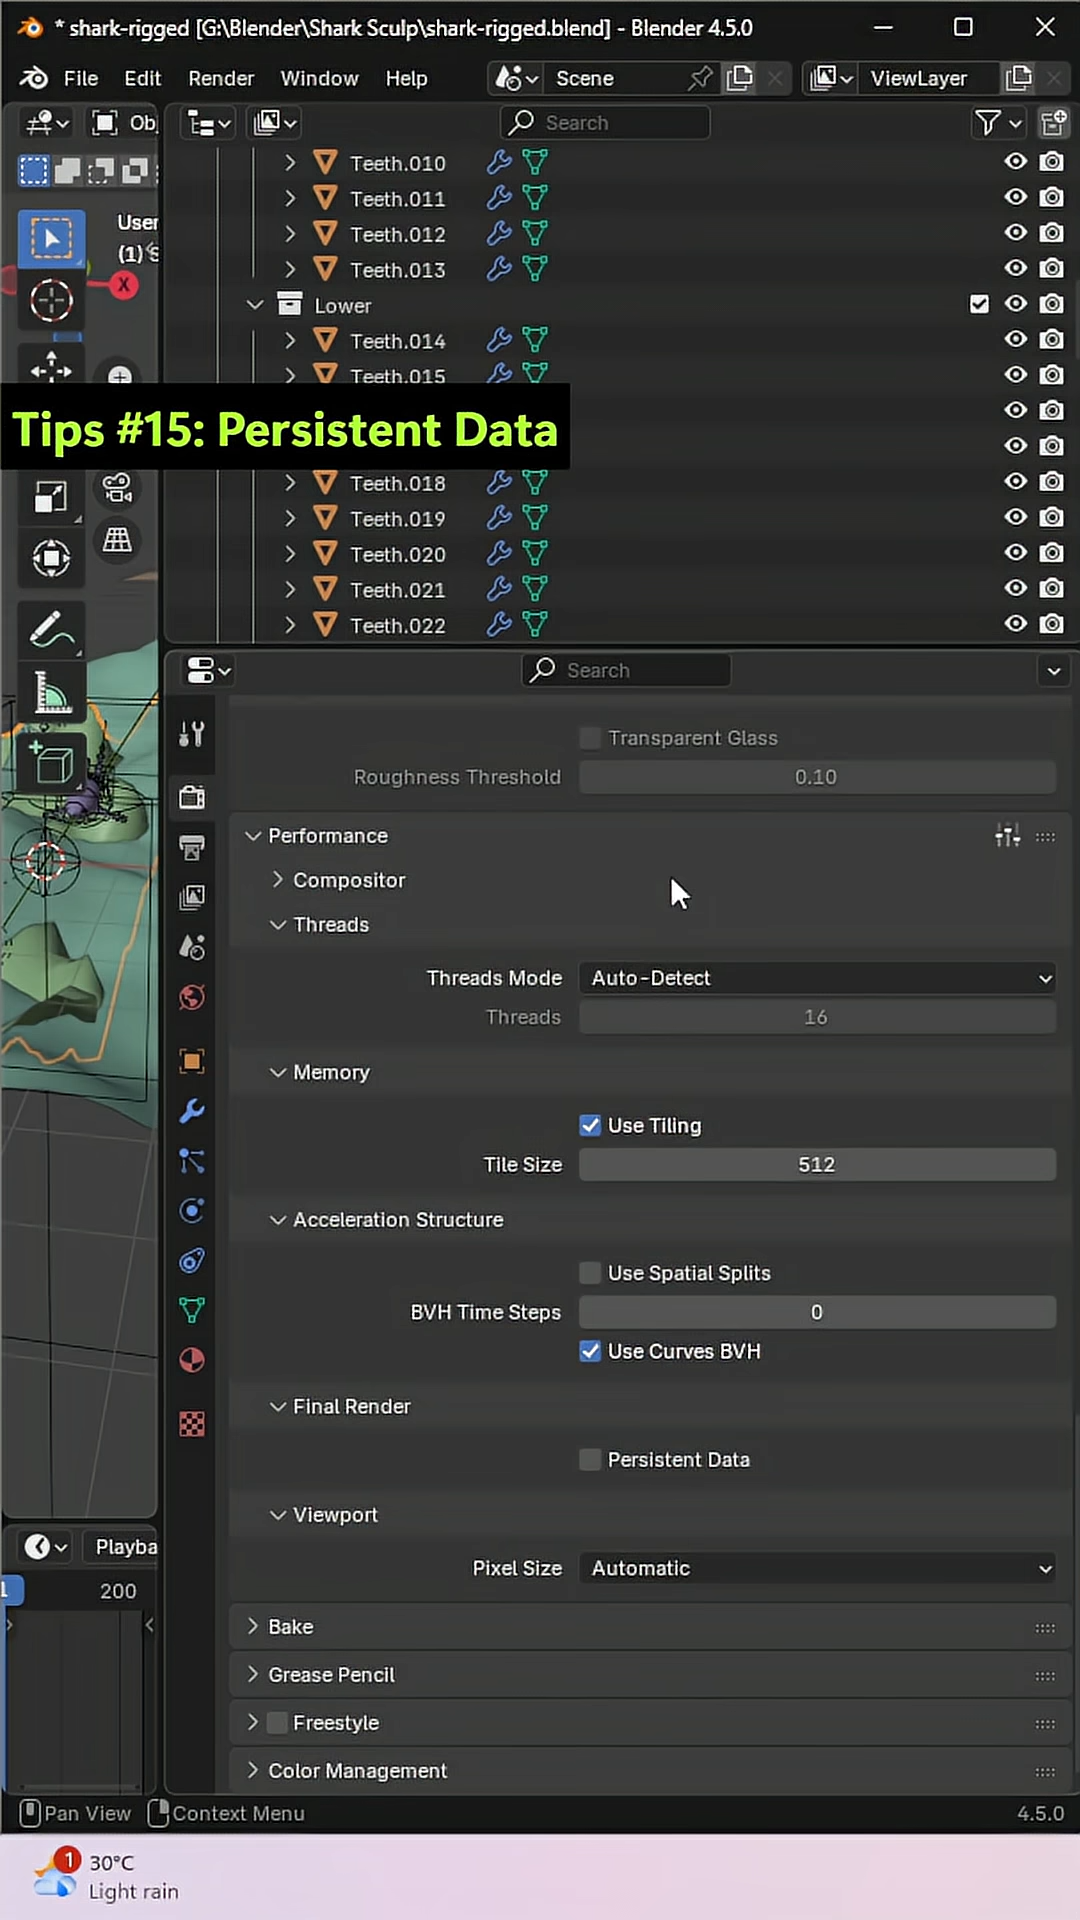 * shark-rigged [G:\Blender\Shark Sculp\shark-rigged.blend] - Blender 4.5.0
File Edit Render Window Help Scene ViewLayer
Obj Search
Teeth.010
Teeth.011
User
Teeth.012
(1) S
Teeth.013
X
Lower
Teeth.014
Teeth.015
Tips #15: Persistent Data
Teeth.018
Teeth.019
Teeth.020
Teeth.021
Teeth.022
Search
Transparent Glass
Roughness Threshold 0.10
Performance
Compositor
Threads
Threads Mode Auto-Detect
Threads 16
Memory
Use Tiling
Tile Size 512
Acceleration Structure
Use Spatial Splits
BVH Time Steps 0
Use Curves BVH
Final Render
Persistent Data
Viewport
Playba
Pixel Size Automatic
1 200
Bake
Grease Pencil
Freestyle
Color Management
Pan View Context Menu 4.5.0
1 30°C
Light rain